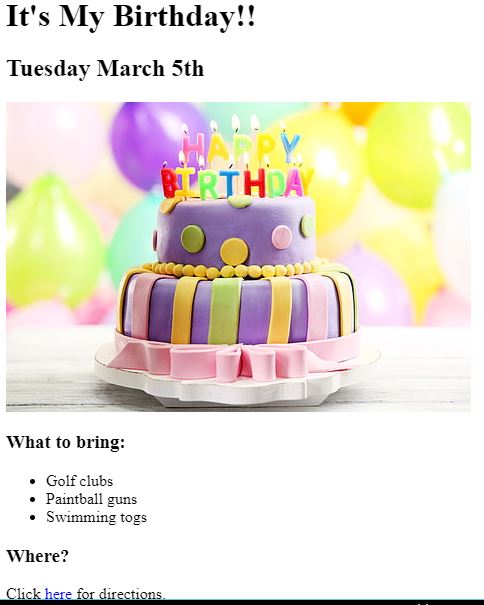 It's My Birthday!!
Tuesday March 5th
HAPPY
BIRTHDAY
What to bring:
Golf clubs
Paintball guns
Swimming togs
Where?
Click here for directions.